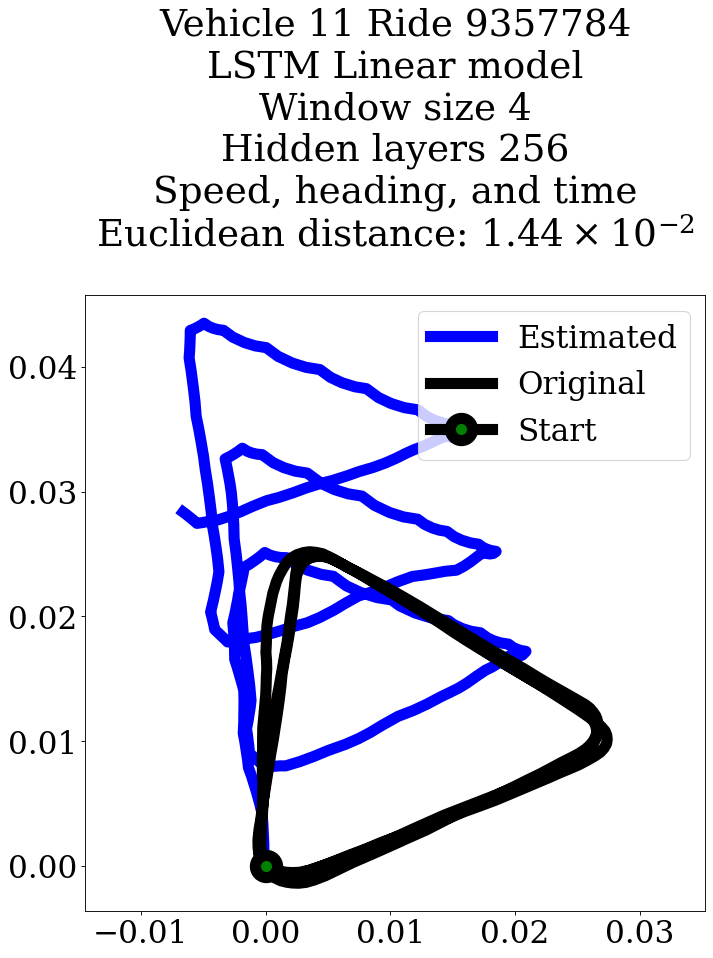 Vehicle 11 Ride 9357784
LSTM Linear model
Window size 4
Hidden layers 256
Speed, heading, and time
Euclidean distance: 1.44 × 10⁻²
Estimated
Original
Start
0.04
0.03
0.02
0.01
0.00
−0.01 0.00 0.01 0.02 0.03